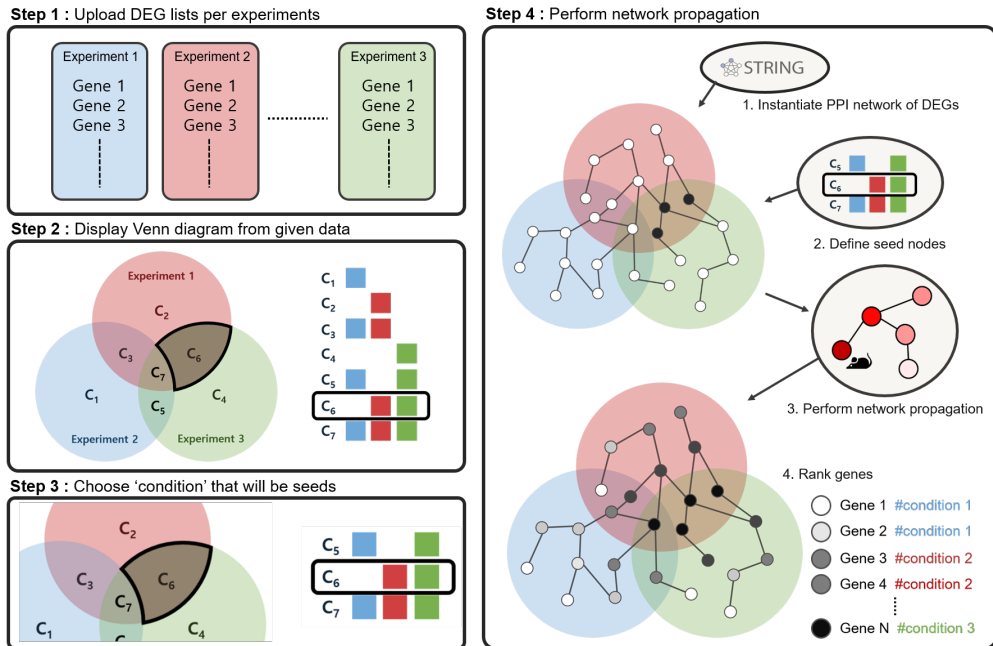 Step 1 : Upload DEG lists per experiments
Experiment 1
Gene 1
Gene 2
Gene 3
Experiment 2
Gene 1
Gene 2
Gene 3
Experiment 3
Gene 1
Gene 2
Gene 3
Step 2 : Display Venn diagram from given data
Experiment 1
C2
C3
C6
C7
C1
C5
C4
Experiment 2
Experiment 3
C1
C2
C3
C4
C5
C6
C7
Step 3 : Choose ‘condition’ that will be seeds
C2
C3
C6
C7
C1
C4
C5
C6
C7
Step 4 : Perform network propagation
STRING
1. Instantiate PPI network of DEGs
C5
C6
C7
2. Define seed nodes
3. Perform network propagation
4. Rank genes
Gene 1 #condition 1
Gene 2 #condition 1
Gene 3 #condition 2
Gene 4 #condition 2
Gene N #condition 3